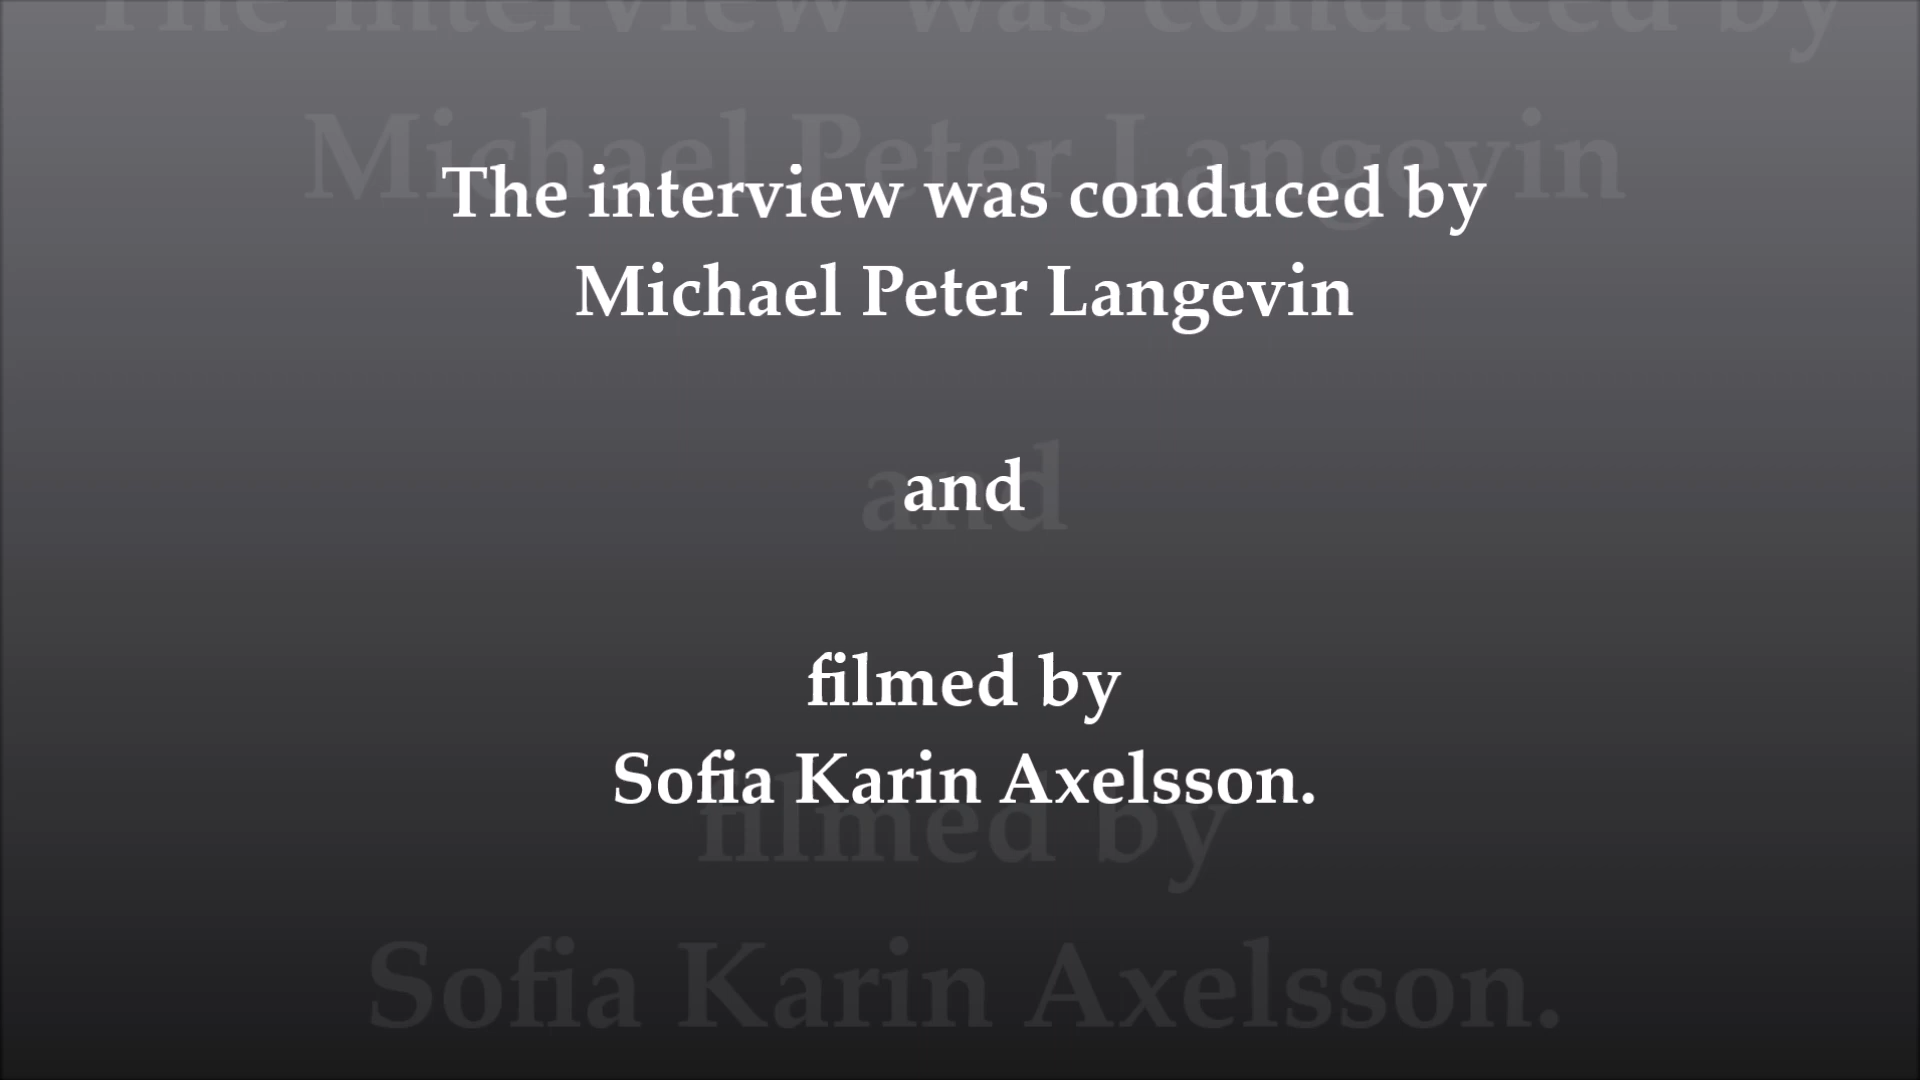 The interview was conduced by
Michael Peter Langevin
and
filmed by
Sofia Karin Axelsson.